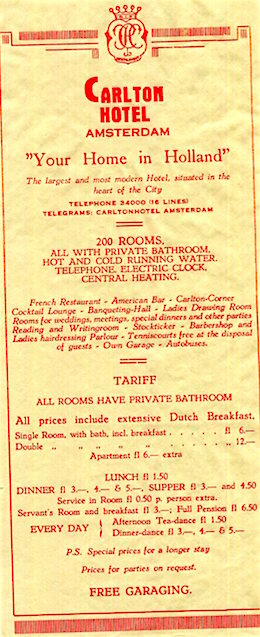 CARLTON
HOTEL
AMSTERDAM
"Your Home in Holland"
The largest and most modern Hotel, situated in the
heart of the City
TELEPHONE 34000 (16 LINES)
TELEGRAMS: CARLTONHOTEL AMSTERDAM
200 ROOMS,
ALL WITH PRIVATE BATHROOM.
HOT AND COLD RUNNING WATER.
TELEPHONE, ELECTRIC CLOCK,
CENTRAL HEATING.
French Restaurant - American Bar - Carlton-Corner
Cocktail Lounge - Banqueting-Hall - Ladies Drawing Room
Rooms for weddings, meetings, special dinners and other parties
Reading and Writingroom - Stockticker - Barbershop and
Ladies hairdressing Parlour - Tenniscourts free at the disposal
of guests - Own Garage - Autobuses.
TARIFF
ALL ROOMS HAVE PRIVATE BATHROOM
All prices include extensive Dutch Breakfast.
Single Room, with bath, incl. breakfast . . . . . fl 6.—
Double „ „ „ „ „ . . . . . „ 12.—
Apartment fl 6.— extra
LUNCH fl 1.50
DINNER fl 3.—, 4.— & 5.—, SUPPER fl 3.— and 4.50
Service in Room fl 0.50 p. person extra.
Servant's Room and breakfast fl 3.—; Full Pension fl 6.50
EVERY DAY { Afternoon Tea-dance fl 1.50
Dinner-dance fl 3.—, 4.— & 5.—
P.S. Special prices for a longer stay
Prices for parties on request.
FREE GARAGING.